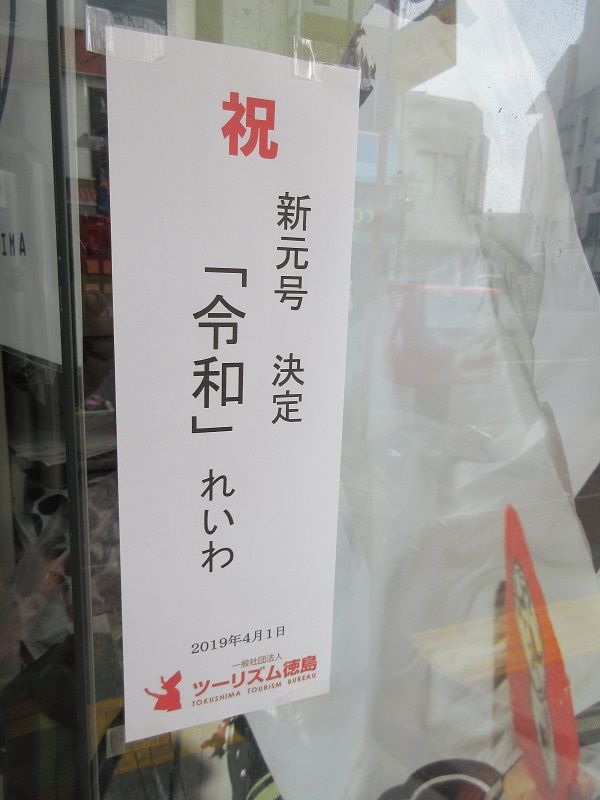 祝
新元号 決定
「令和」 れいわ
2019年4月1日
一般社団法人
ツーリズム徳島
TOKUSHIMA TOURISM BUREAU